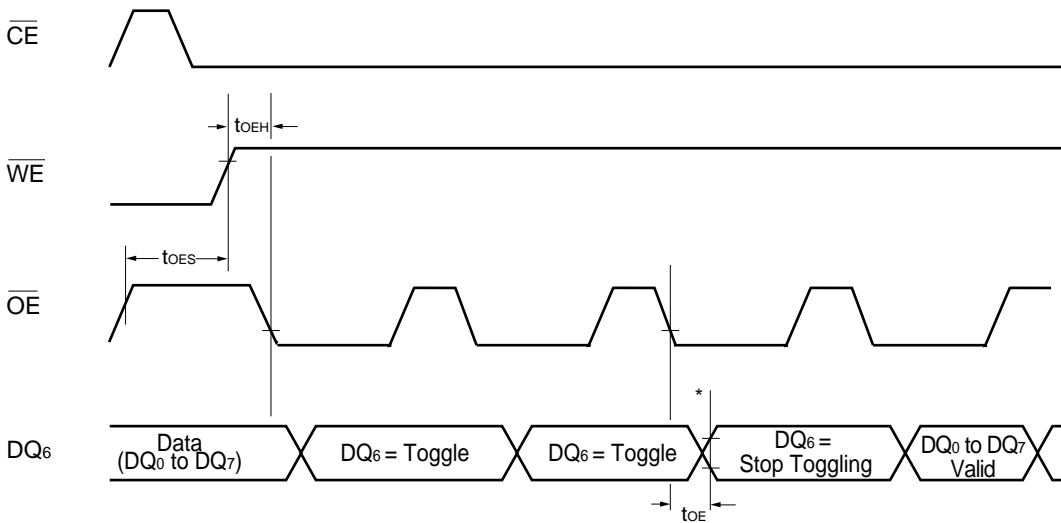 CE
tOEH
WE
tOES
OE
*
DQ6
Data
(DQ0 to DQ7)
DQ6 = Toggle
DQ6 = Toggle
DQ6 =
Stop Toggling
DQ0 to DQ7
Valid
tOE